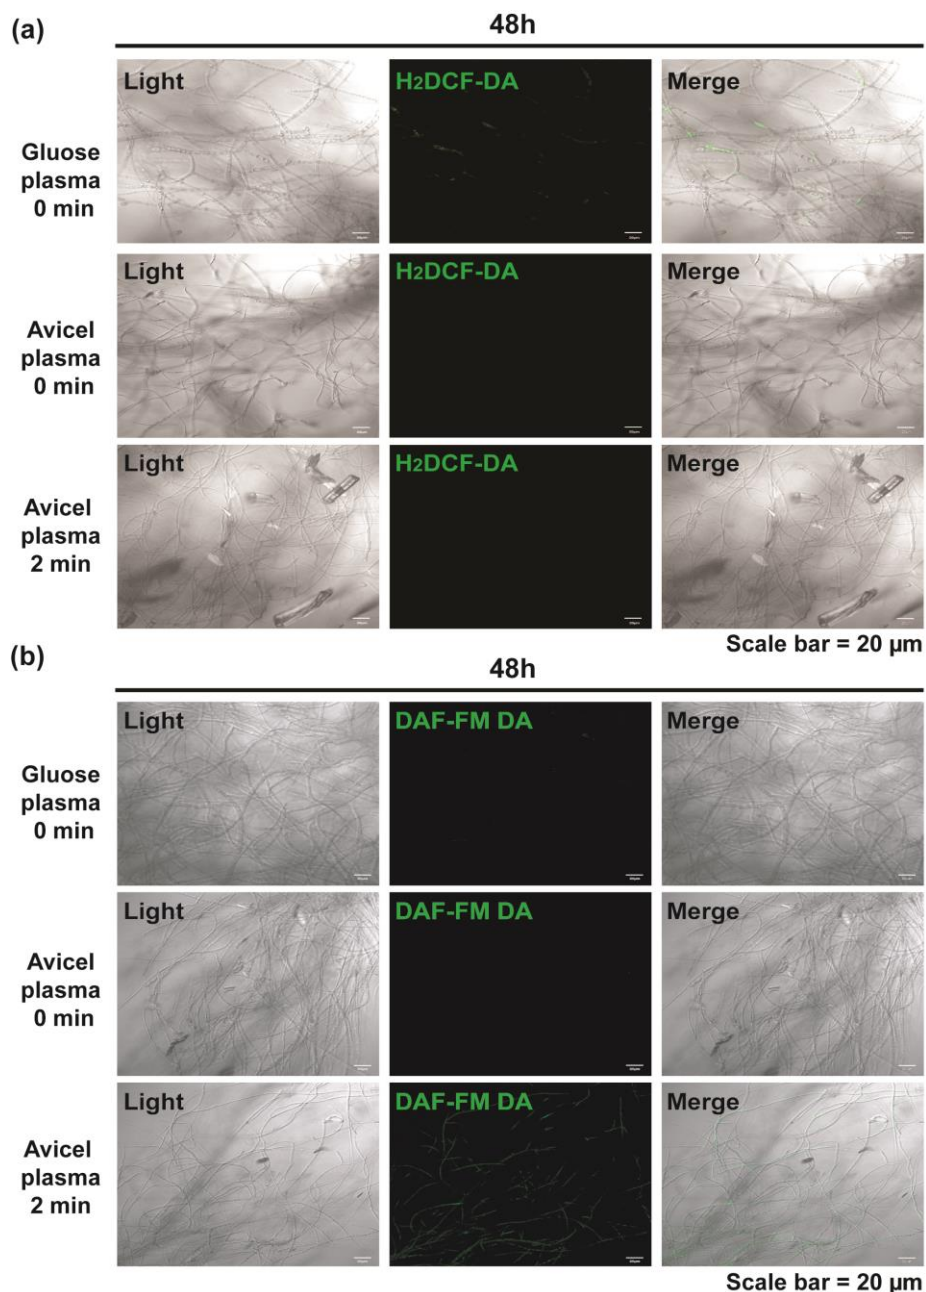 (a)
48h
Light
H2DCF-DA
Merge
Gluose
plasma
0 min
Light
H2DCF-DA
Merge
Avicel
plasma
0 min
Light
H2DCF-DA
Merge
Avicel
plasma
2 min
Scale bar = 20 µm
(b)
48h
Light
DAF-FM DA
Merge
Gluose
plasma
0 min
Light
DAF-FM DA
Merge
Avicel
plasma
0 min
Light
DAF-FM DA
Merge
Avicel
plasma
2 min
Scale bar = 20 µm